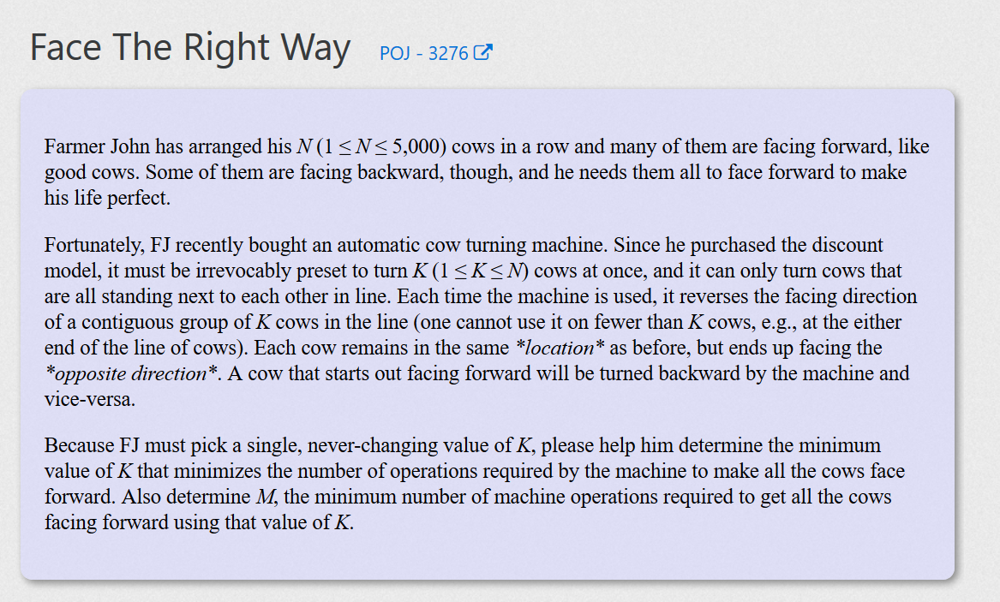 Face The Right Way POJ - 3276
Farmer John has arranged his N (1 ≤ N ≤ 5,000) cows in a row and many of them are facing forward, like
good cows. Some of them are facing backward, though, and he needs them all to face forward to make
his life perfect.
Fortunately, FJ recently bought an automatic cow turning machine. Since he purchased the discount
model, it must be irrevocably preset to turn K (1 ≤ K ≤ N) cows at once, and it can only turn cows that
are all standing next to each other in line. Each time the machine is used, it reverses the facing direction
of a contiguous group of K cows in the line (one cannot use it on fewer than K cows, e.g., at the either
end of the line of cows). Each cow remains in the same *location* as before, but ends up facing the
*opposite direction*. A cow that starts out facing forward will be turned backward by the machine and
vice-versa.
Because FJ must pick a single, never-changing value of K, please help him determine the minimum
value of K that minimizes the number of operations required by the machine to make all the cows face
forward. Also determine M, the minimum number of machine operations required to get all the cows
facing forward using that value of K.